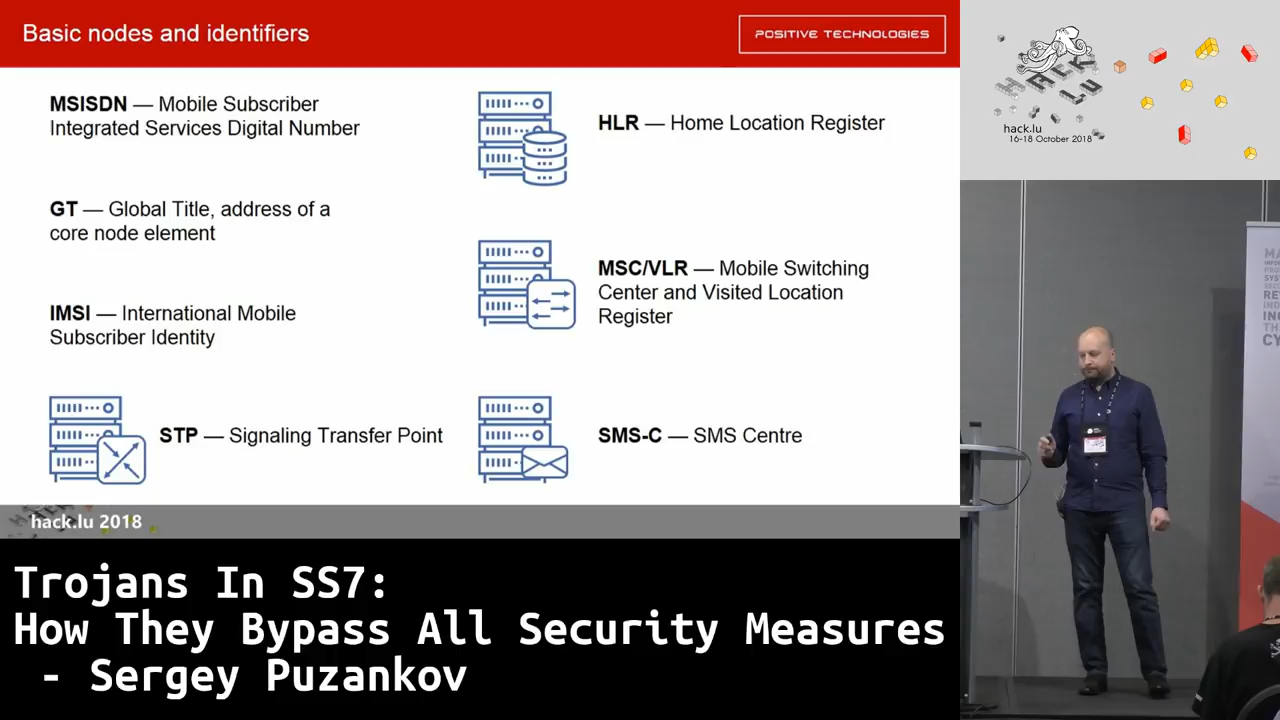 Basic nodes and identifiers
POSITIVE TECHNOLOGIES
MSISDN — Mobile Subscriber
Integrated Services Digital Number
GT — Global Title, address of a
core node element
IMSI — International Mobile
Subscriber Identity
STP — Signaling Transfer Point
HLR — Home Location Register
MSC/VLR — Mobile Switching
Center and Visited Location
Register
SMS-C — SMS Centre
HACK
LU
hack.lu
16-18 October 2018
hack.lu 2018
Trojans In SS7:
How They Bypass All Security Measures
- Sergey Puzankov